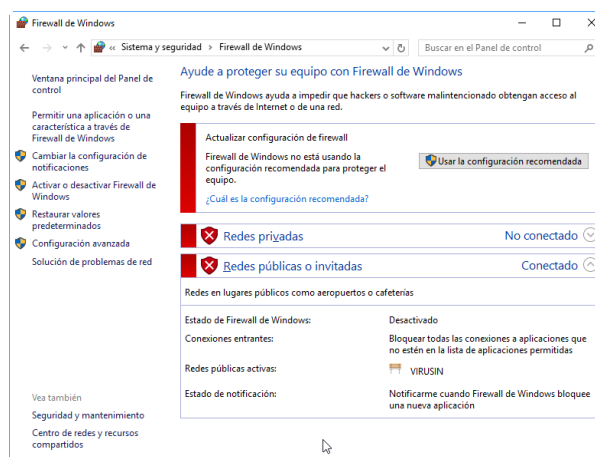 Firewall de Windows
« Sistema y seguridad > Firewall de Windows
Buscar en el Panel de control
Ventana principal del Panel de
control
Permitir una aplicación o una
característica a través de
Firewall de Windows
Cambiar la configuración de
notificaciones
Activar o desactivar Firewall de
Windows
Restaurar valores
predeterminados
Configuración avanzada
Solución de problemas de red
Vea también
Seguridad y mantenimiento
Centro de redes y recursos
compartidos
Ayude a proteger su equipo con Firewall de Windows
Firewall de Windows ayuda a impedir que hackers o software malintencionado obtengan acceso al
equipo a través de Internet o de una red.
Actualizar configuración de firewall
Firewall de Windows no está usando la
configuración recomendada para proteger el
equipo.
¿Cuál es la configuración recomendada?
Usar la configuración recomendada
Redes privadas No conectado
Redes públicas o invitadas Conectado
Redes en lugares públicos como aeropuertos o cafeterías
Estado de Firewall de Windows: Desactivado
Conexiones entrantes: Bloquear todas las conexiones a aplicaciones que
no estén en la lista de aplicaciones permitidas
Redes públicas activas: VIRUSIN
Estado de notificación: Notificarme cuando Firewall de Windows bloquee
una nueva aplicación